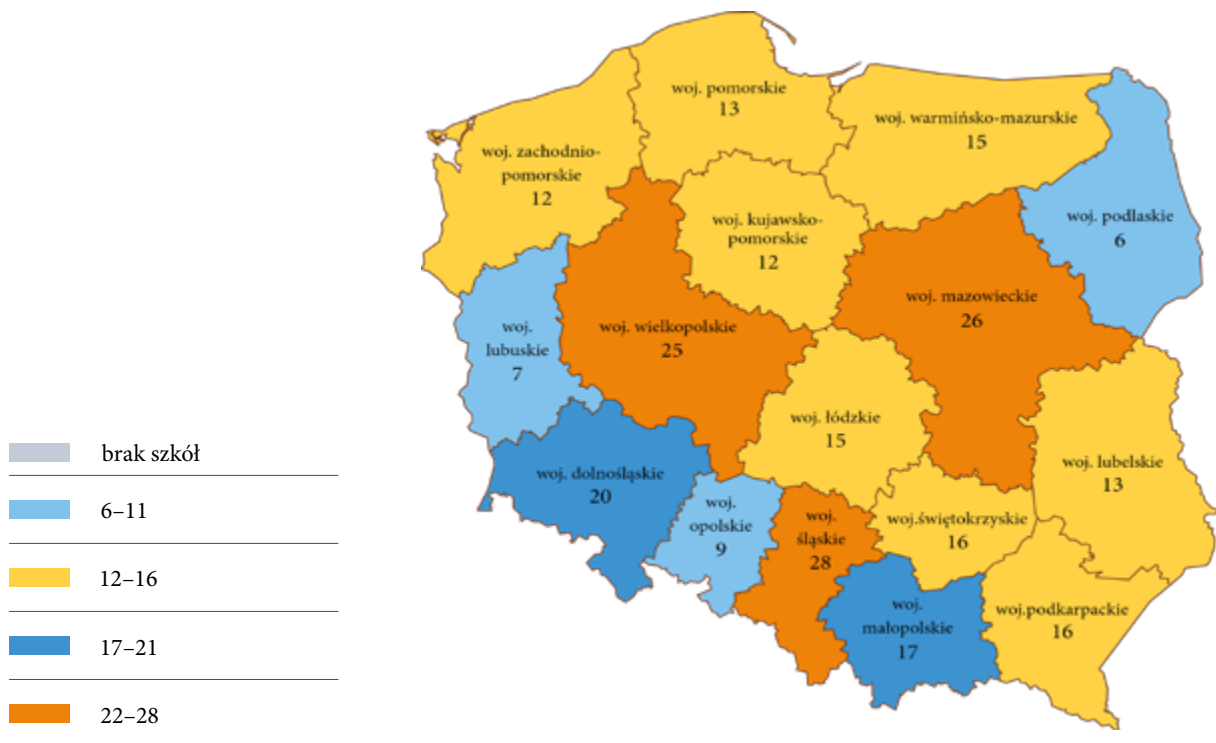 woj. pomorskie
13
woj. warmińsko-mazurskie
15
woj. zachodnio-
pomorskie
12
woj. kujawsko-
pomorskie
12
woj. podlaskie
6
woj. mazowieckie
26
woj. wielkopolskie
25
woj.
lubuskie
7
woj. łódzkie
15
woj. lubelskie
13
woj. dolnośląskie
20
woj.
opolskie
9
woj.
śląskie
28
woj.świętokrzyskie
16
woj.
małopolskie
17
woj.podkarpackie
16
brak szkół
6–11
12–16
17–21
22–28